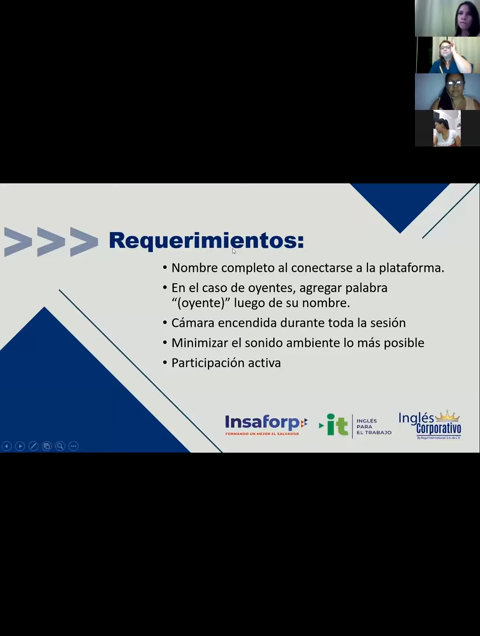 >>> Requerimientos:
• Nombre completo al conectarse a la plataforma.
• En el caso de oyentes, agregar palabra
“(oyente)” luego de su nombre.
• Cámara encendida durante toda la sesión
• Minimizar el sonido ambiente lo más posible
• Participación activa
Insaforp
FORMANDO UN MEJOR EL SALVADOR
it
INGLÉS
PARA
EL TRABAJO
Inglés
Corporativo